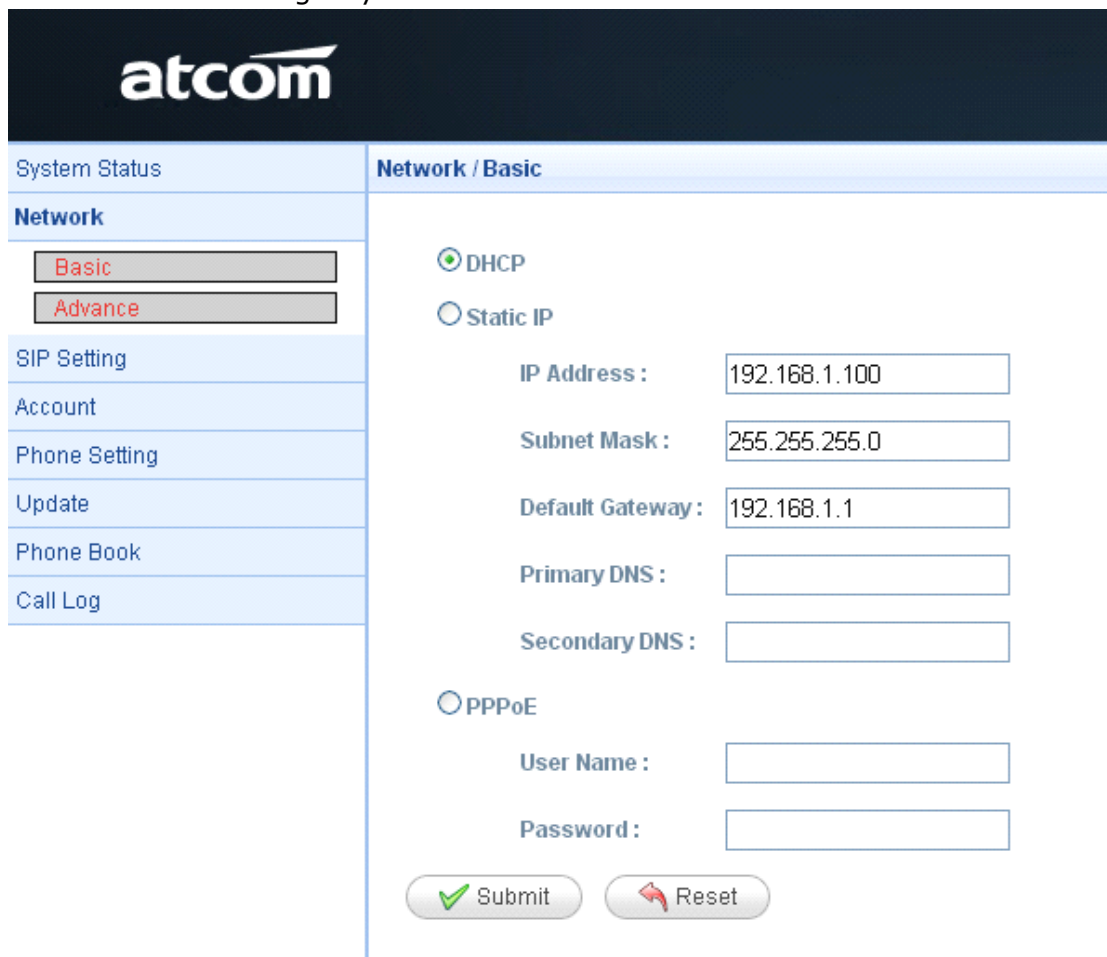 atcom
System Status
Network / Basic
Network
Basic
Advance
SIP Setting
Account
Phone Setting
Update
Phone Book
Call Log
DHCP
Static IP
IP Address : 192.168.1.100
Subnet Mask : 255.255.255.0
Default Gateway : 192.168.1.1
Primary DNS :
Secondary DNS :
PPPoE
User Name :
Password :
Submit Reset